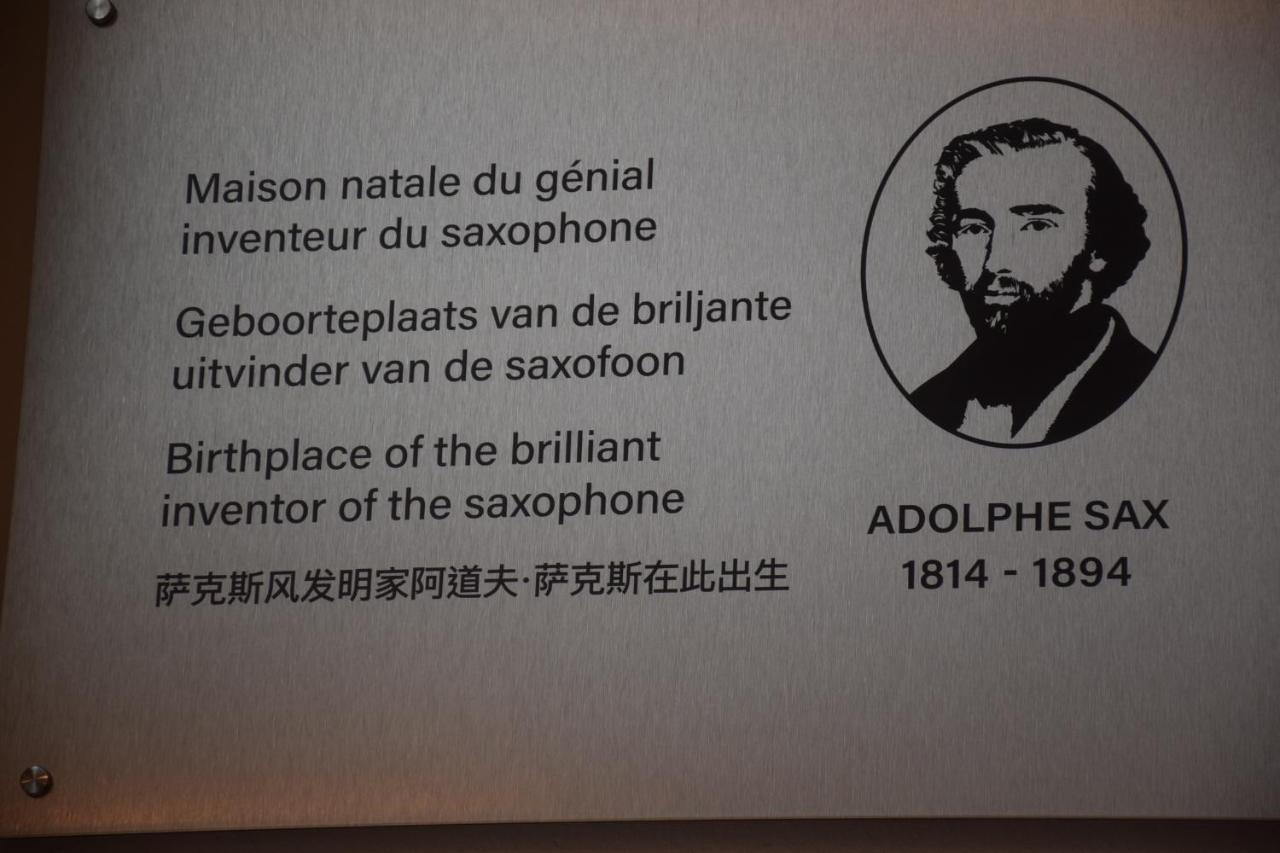 Maison natale du génial
inventeur du saxophone
Geboorteplaats van de briljante
uitvinder van de saxofoon
Birthplace of the brilliant
inventor of the saxophone
萨克斯风发明家阿道夫·萨克斯在此出生
ADOLPHE SAX
1814 - 1894